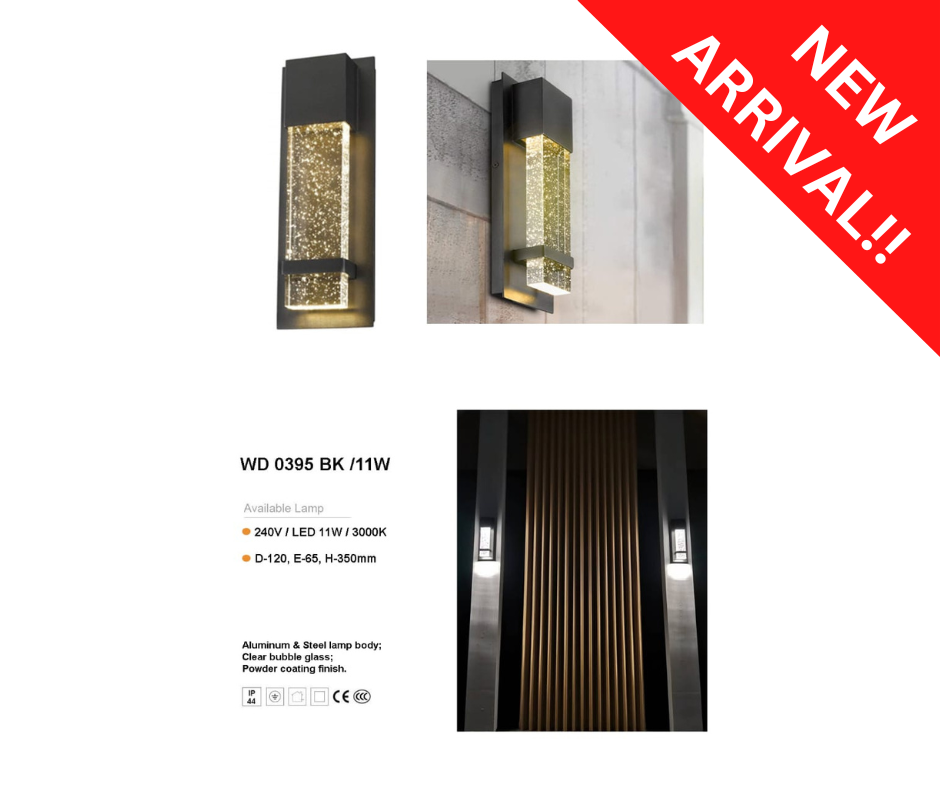 NEW
ARRIVAL!!
WD 0395 BK /11W
Available Lamp
240V / LED 11W / 3000K
D-120, E-65, H-350mm
Aluminum & Steel lamp body;
Clear bubble glass;
Powder coating finish.
IP
44
CE CCC